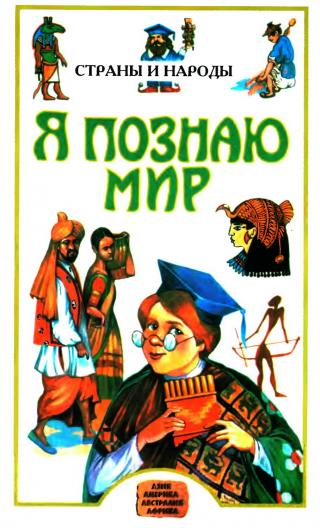 СТРАНЫ И НАРОДЫ
Я ПОЗНАЮ
МИР
АЗИЯ
АМЕРИКА
АВСТРАЛИЯ
АФРИКА